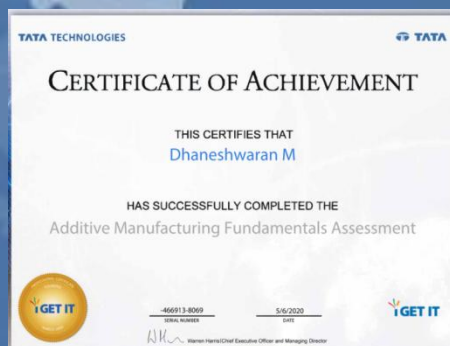 TATA TECHNOLOGIES
TATA
CERTIFICATE OF ACHIEVEMENT
THIS CERTIFIES THAT
Dhaneshwaran M
HAS SUCCESSFULLY COMPLETED THE
Additive Manufacturing Fundamentals Assessment
iGET IT
-466913-8069
SERIAL NUMBER
5/6/2020
DATE
iGET IT
Warren Harris|Chief Executive Officer and Managing Director